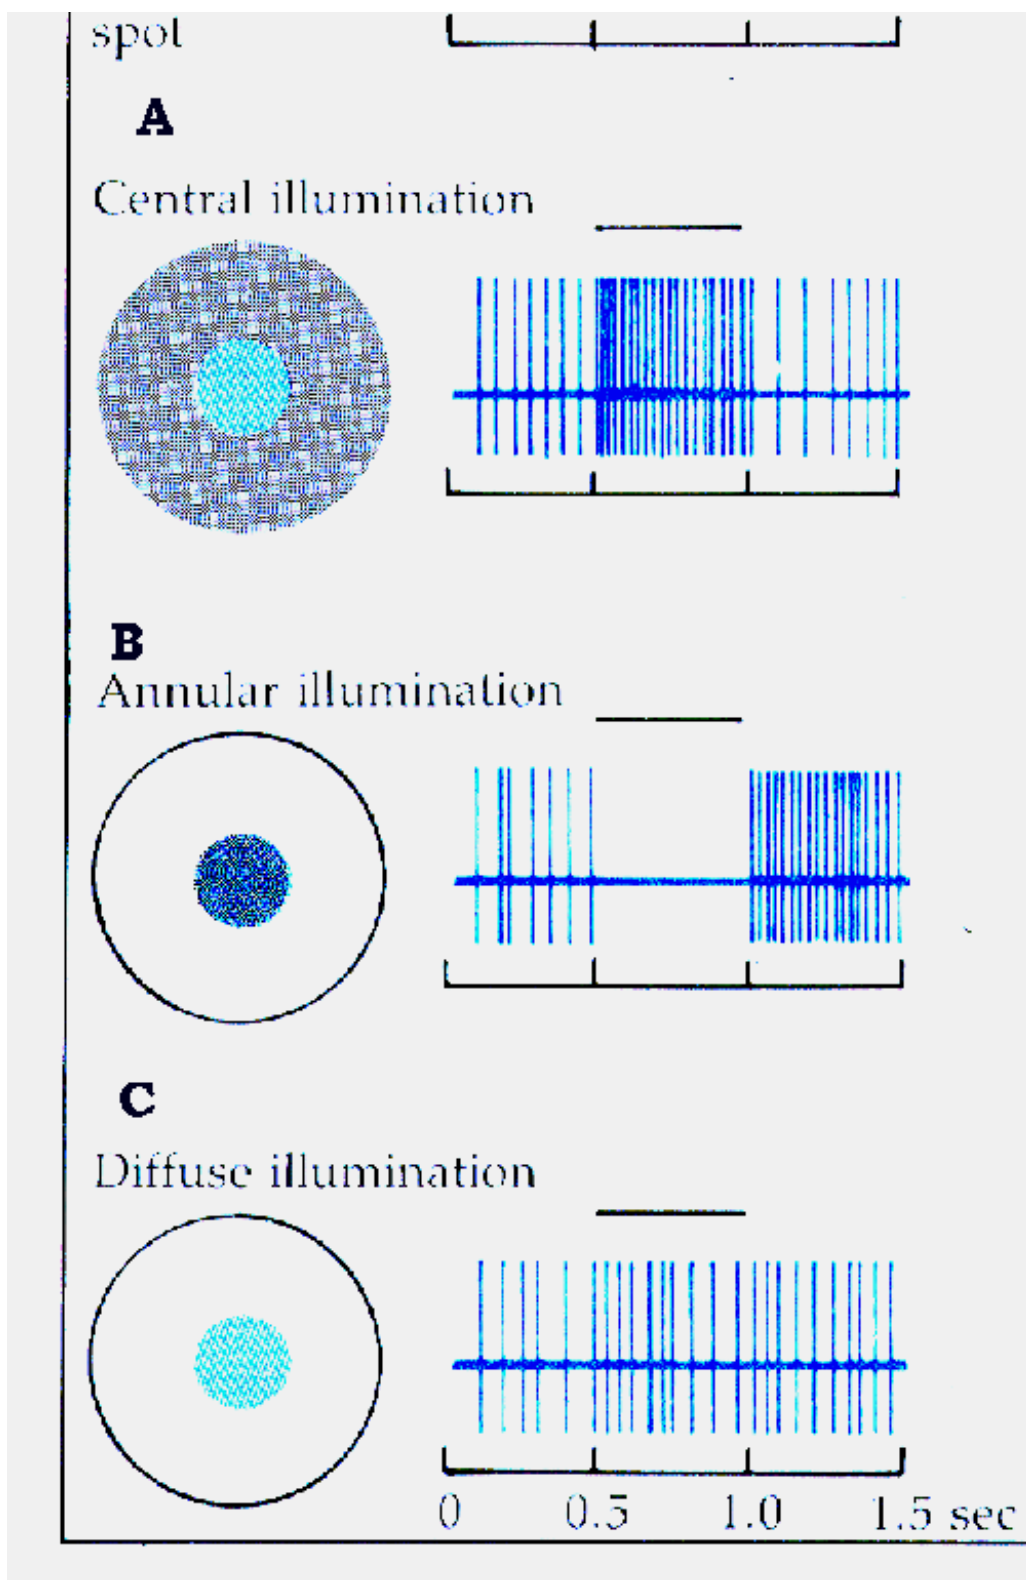 spot
A
Central illumination
B
Annular illumination
C
Diffuse illumination
0 0.5 1.0 1.5 sec